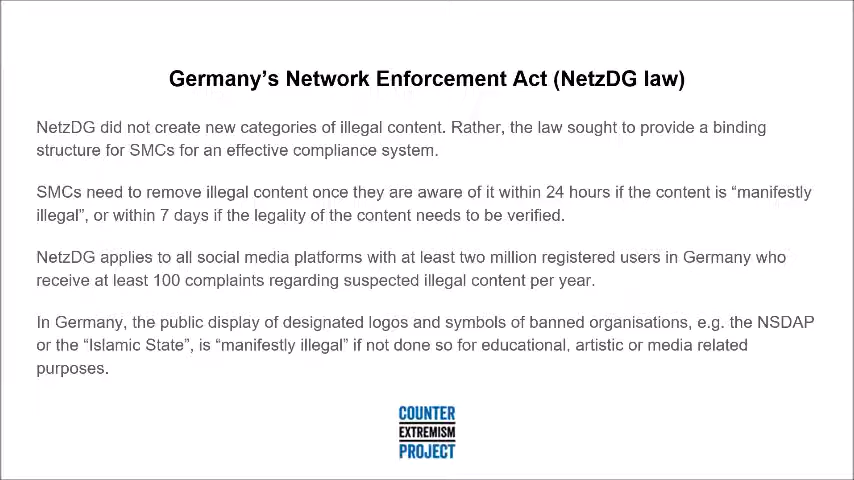 Germany’s Network Enforcement Act (NetzDG law)
NetzDG did not create new categories of illegal content. Rather, the law sought to provide a binding
structure for SMCs for an effective compliance system.
SMCs need to remove illegal content once they are aware of it within 24 hours if the content is “manifestly
illegal”, or within 7 days if the legality of the content needs to be verified.
NetzDG applies to all social media platforms with at least two million registered users in Germany who
receive at least 100 complaints regarding suspected illegal content per year.
In Germany, the public display of designated logos and symbols of banned organisations, e.g. the NSDAP
or the “Islamic State”, is “manifestly illegal” if not done so for educational, artistic or media related
purposes.
COUNTER
EXTREMISM
PROJECT